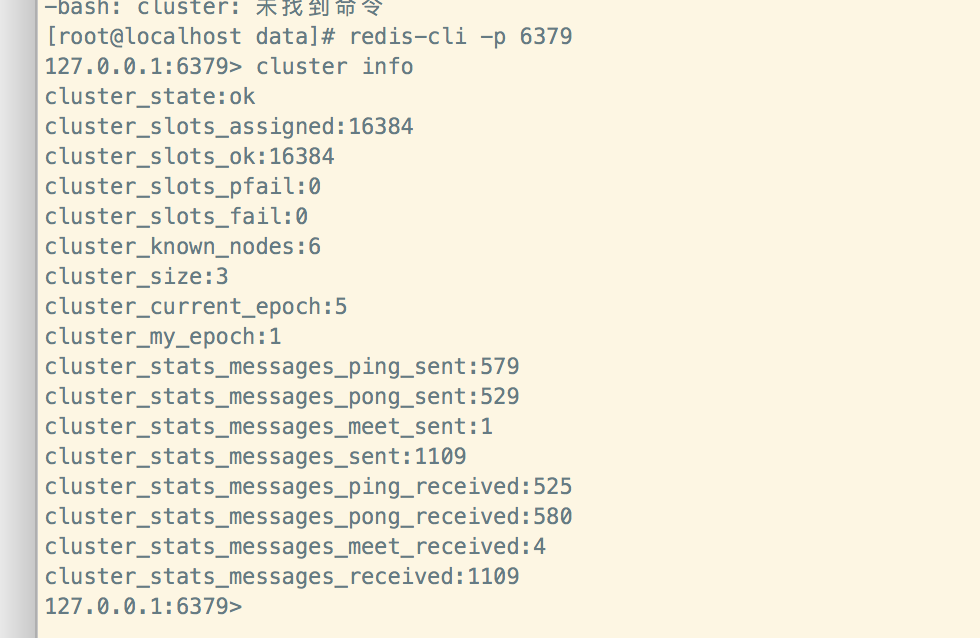 -bash: cluster: 未找到命令
[root@localhost data]# redis-cli -p 6379
127.0.0.1:6379> cluster info
cluster_state:ok
cluster_slots_assigned:16384
cluster_slots_ok:16384
cluster_slots_pfail:0
cluster_slots_fail:0
cluster_known_nodes:6
cluster_size:3
cluster_current_epoch:5
cluster_my_epoch:1
cluster_stats_messages_ping_sent:579
cluster_stats_messages_pong_sent:529
cluster_stats_messages_meet_sent:1
cluster_stats_messages_sent:1109
cluster_stats_messages_ping_received:525
cluster_stats_messages_pong_received:580
cluster_stats_messages_meet_received:4
cluster_stats_messages_received:1109
127.0.0.1:6379>